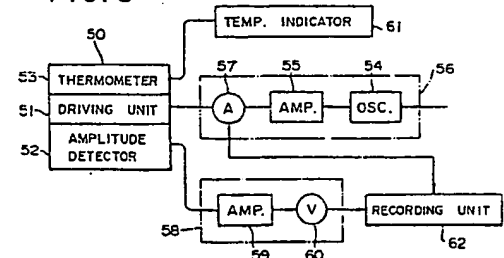 50
TEMP. INDICATOR
61
53
THERMOMETER
57
55
54
56
51
DRIVING UNIT
A
AMP.
OSC.
52
AMPLITUDE
DETECTOR
AMP.
V
RECORDING UNIT
58
59
60
62